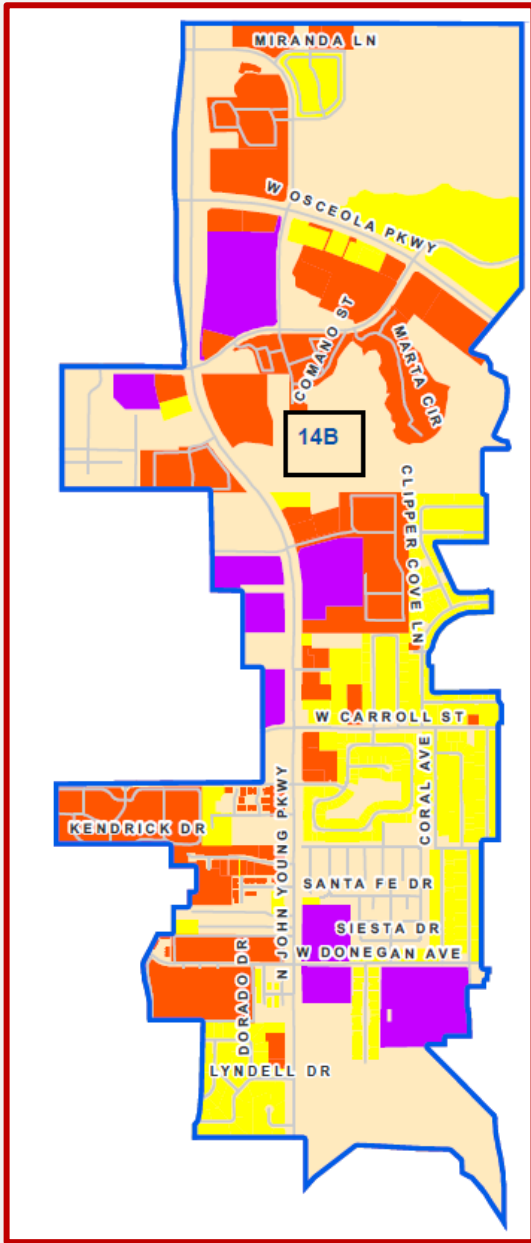 MIRANDA LN
W OSCEOLA PKWY
COMANO ST
MARTA CIR
14B
CLIPPER COVE LN
W CARROLL ST
CORAL AVE
N JOHN YOUNG PKWY
KENDRICK DR
SANTA FE DR
SIESTA DR
W DONEGAN AVE
DORADO DR
LYNDELL DR